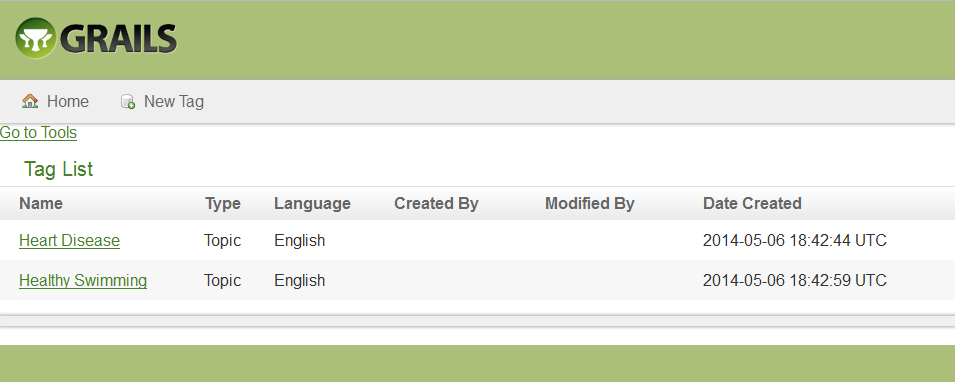 GRAILS
Home New Tag
Go to Tools
Tag List
Name Type Language Created By Modified By Date Created
Heart Disease Topic English 2014-05-06 18:42:44 UTC
Healthy Swimming Topic English 2014-05-06 18:42:59 UTC